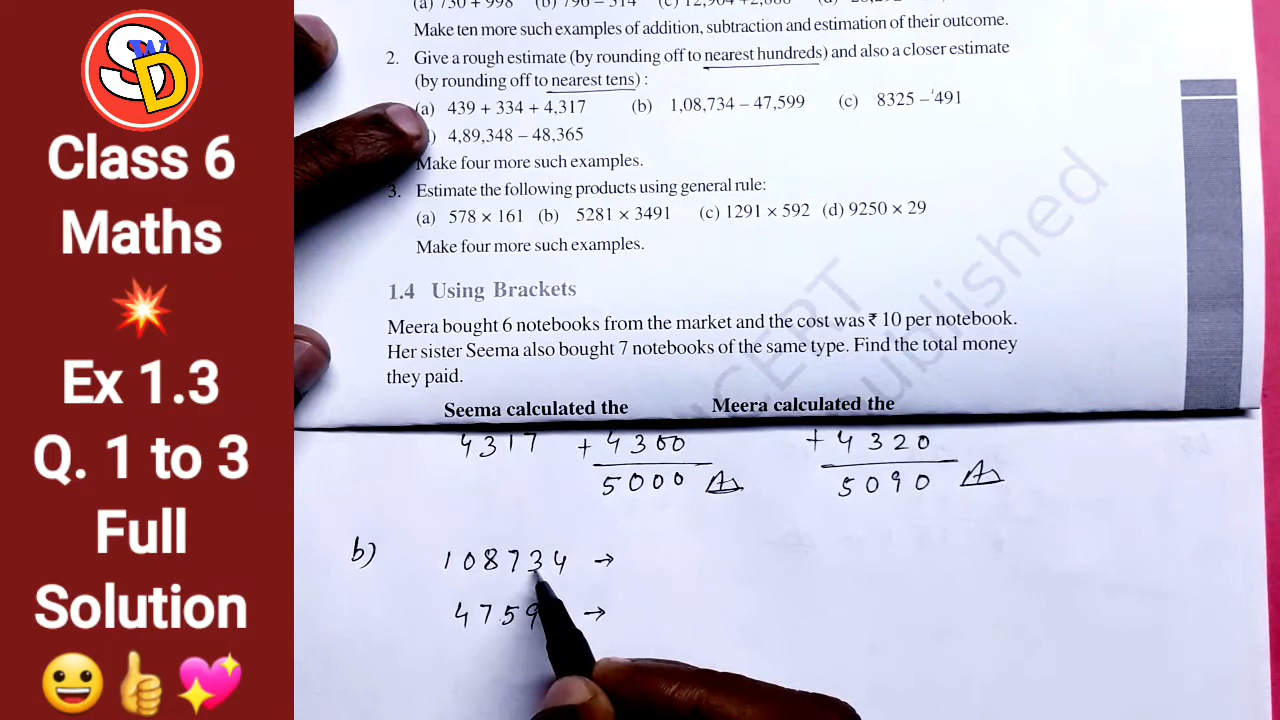 SWD
Class 6
Maths
Ex 1.3
Q. 1 to 3
Full
Solution
Make ten more such examples of addition, subtraction and estimation of their outcome.
2. Give a rough estimate (by rounding off to nearest hundreds) and also a closer estimate
(by rounding off to nearest tens) :
(a) 439 + 334 + 4,317 (b) 1,08,734 – 47,599 (c) 8325 – 491
) 4,89,348 – 48,365
Make four more such examples.
3. Estimate the following products using general rule:
(a) 578 × 161 (b) 5281 × 3491 (c) 1291 × 592 (d) 9250 × 29
Make four more such examples.
1.4 Using Brackets
Meera bought 6 notebooks from the market and the cost was ₹ 10 per notebook.
Her sister Seema also bought 7 notebooks of the same type. Find the total money
they paid.
Seema calculated the Meera calculated the
4317 + 4300 + 4320
5000 5090
b) 108734 →
4759 →